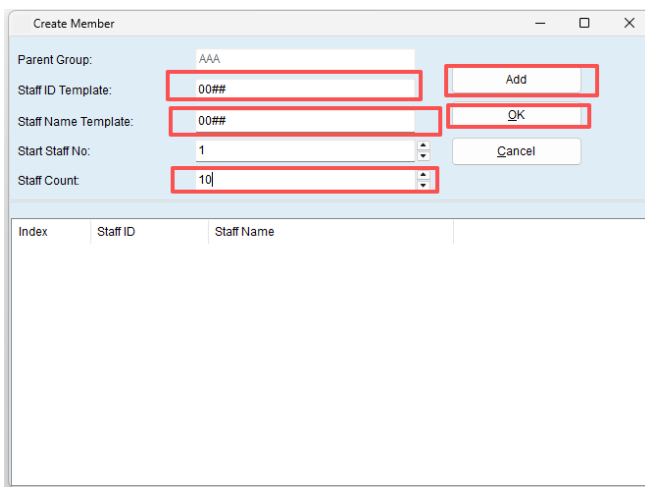 Create Member
Parent Group: AAA
Add
Staff ID Template: 00##
Staff Name Template: 00##
OK
Start Staff No: 1
Cancel
Staff Count: 10
Index Staff ID Staff Name